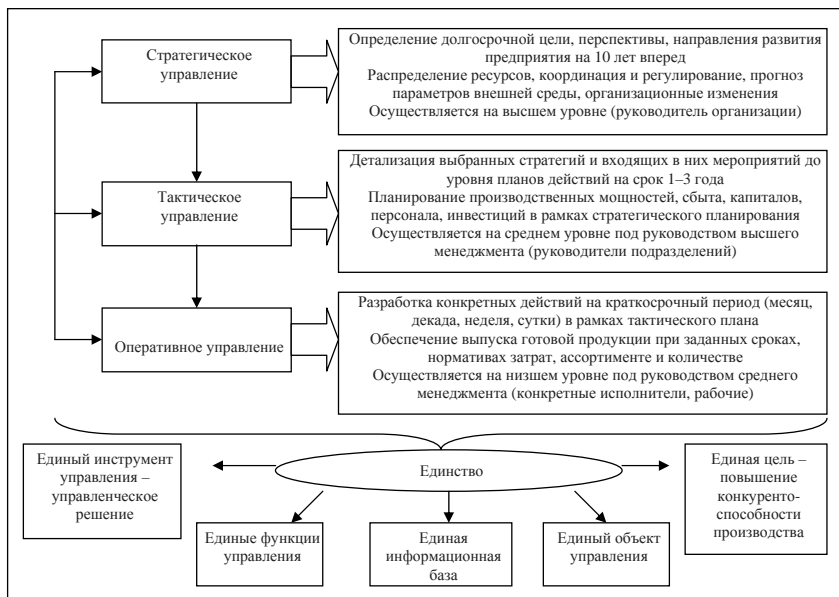 Стратегическое
управление
Определение долгосрочной цели, перспективы, направления развития
предприятия на 10 лет вперед
Распределение ресурсов, координация и регулирование, прогноз
параметров внешней среды, организационные изменения
Осуществляется на высшем уровне (руководитель организации)
Тактическое
управление
Детализация выбранных стратегий и входящих в них мероприятий до
уровня планов действий на срок 1–3 года
Планирование производственных мощностей, сбыта, капиталов,
персонала, инвестиций в рамках стратегического планирования
Осуществляется на среднем уровне под руководством высшего
менеджмента (руководители подразделений)
Оперативное управление
Разработка конкретных действий на краткосрочный период (месяц,
декада, неделя, сутки) в рамках тактического плана
Обеспечение выпуска готовой продукции при заданных сроках,
нормативах затрат, ассортименте и количестве
Осуществляется на низшем уровне под руководством среднего
менеджмента (конкретные исполнители, рабочие)
Единый инструмент
управления –
управленческое
решение
Единство
Единая цель –
повышение
конкуренто-
способности
производства
Единые функции
управления
Единая
информационная
база
Единый объект
управления